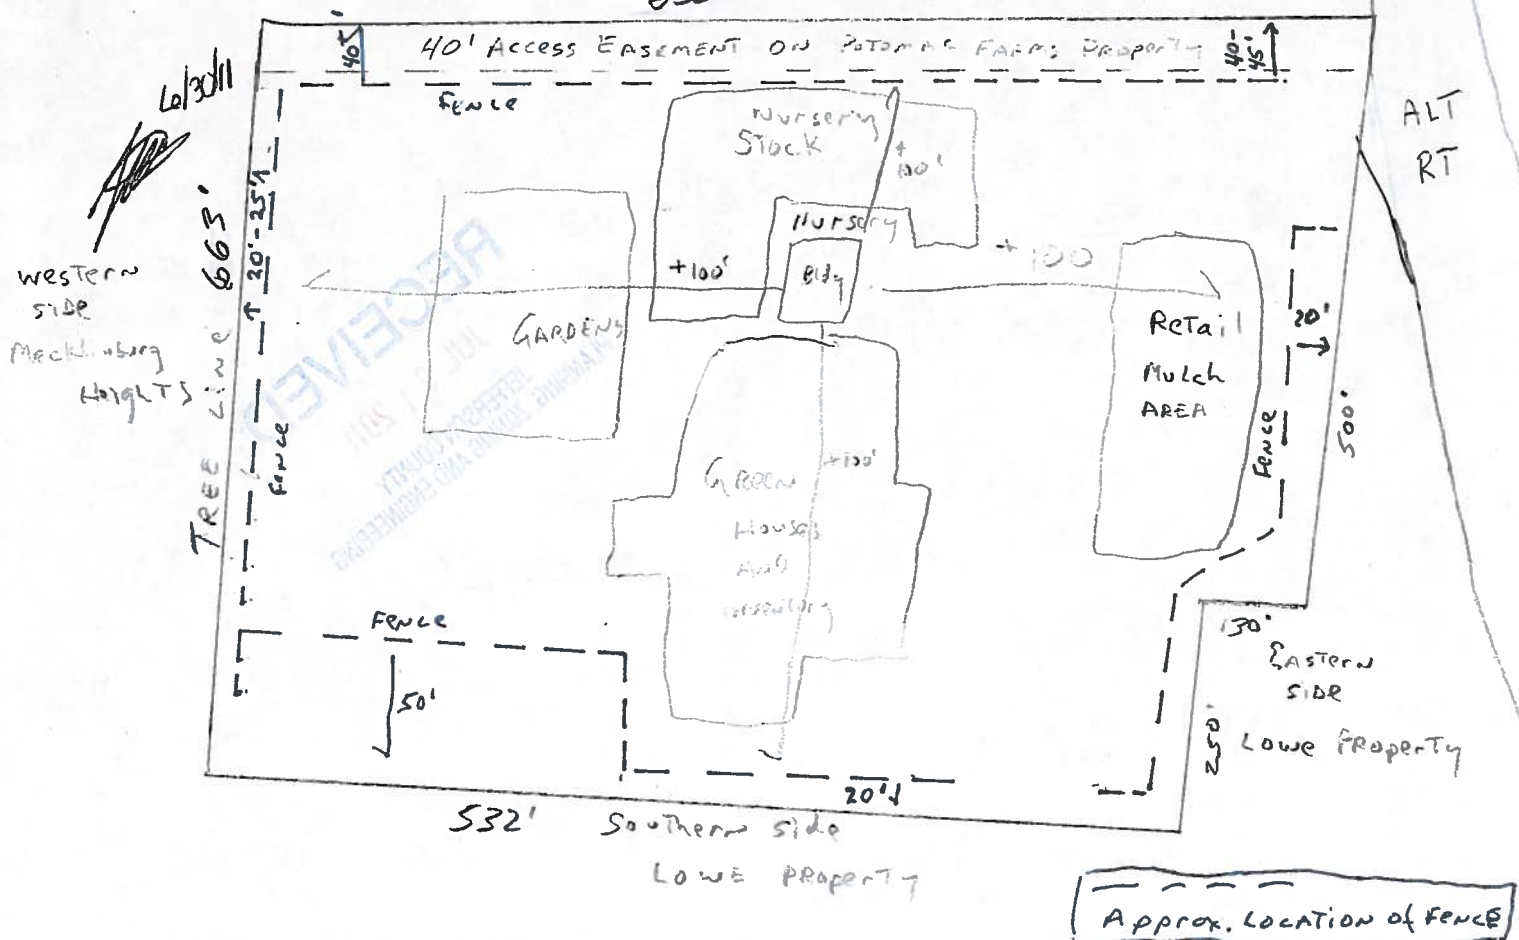 40'
40' Access EASEMENT ON POTOMAC FARMS Property
40'-
45'
6/30/11
FENCE
ALT
RT
Nursery
STOCK
+
100'
TREE Line 663'
20'-25'
Nursery
+100'
Bldg
+100
western
side
Mecklinburg
HeighTS
GARDENS
ReTail
Mulch
AREA
20'
RECEIVED
2011
JEFFERSON COUNTY
PLANNING, ZONING AND ENGINEERING
FENCE
FENCE
500'
+100'
GREEN
Houses
AND
FENCE
50'
130'
EASTERN
SIDE
250' Lowe PRoperTy
20'
532' SouThern side
LOWE PRoperTy
Approx. LOCATION of FENCE